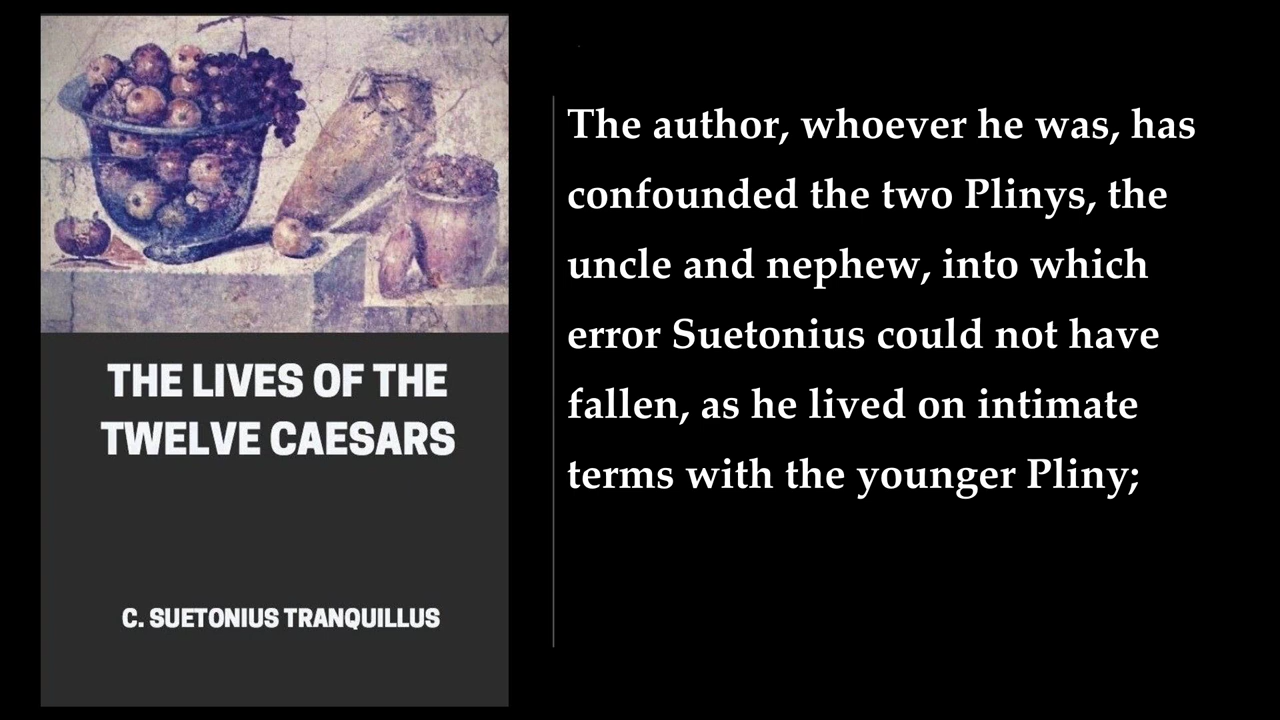 THE LIVES OF THE
TWELVE CAESARS
C. SUETONIUS TRANQUILLUS
The author, whoever he was, has
confounded the two Plinys, the
uncle and nephew, into which
error Suetonius could not have
fallen, as he lived on intimate
terms with the younger Pliny;